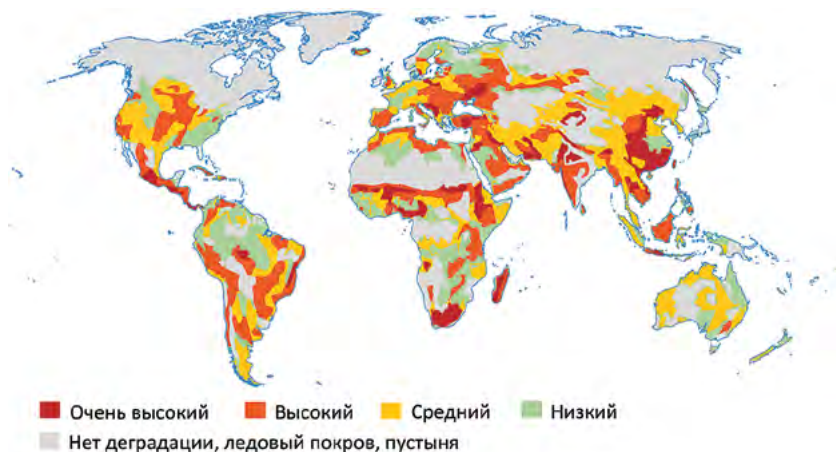 Очень высокий Высокий Средний Низкий
Нет деградации, ледовый покров, пустыня